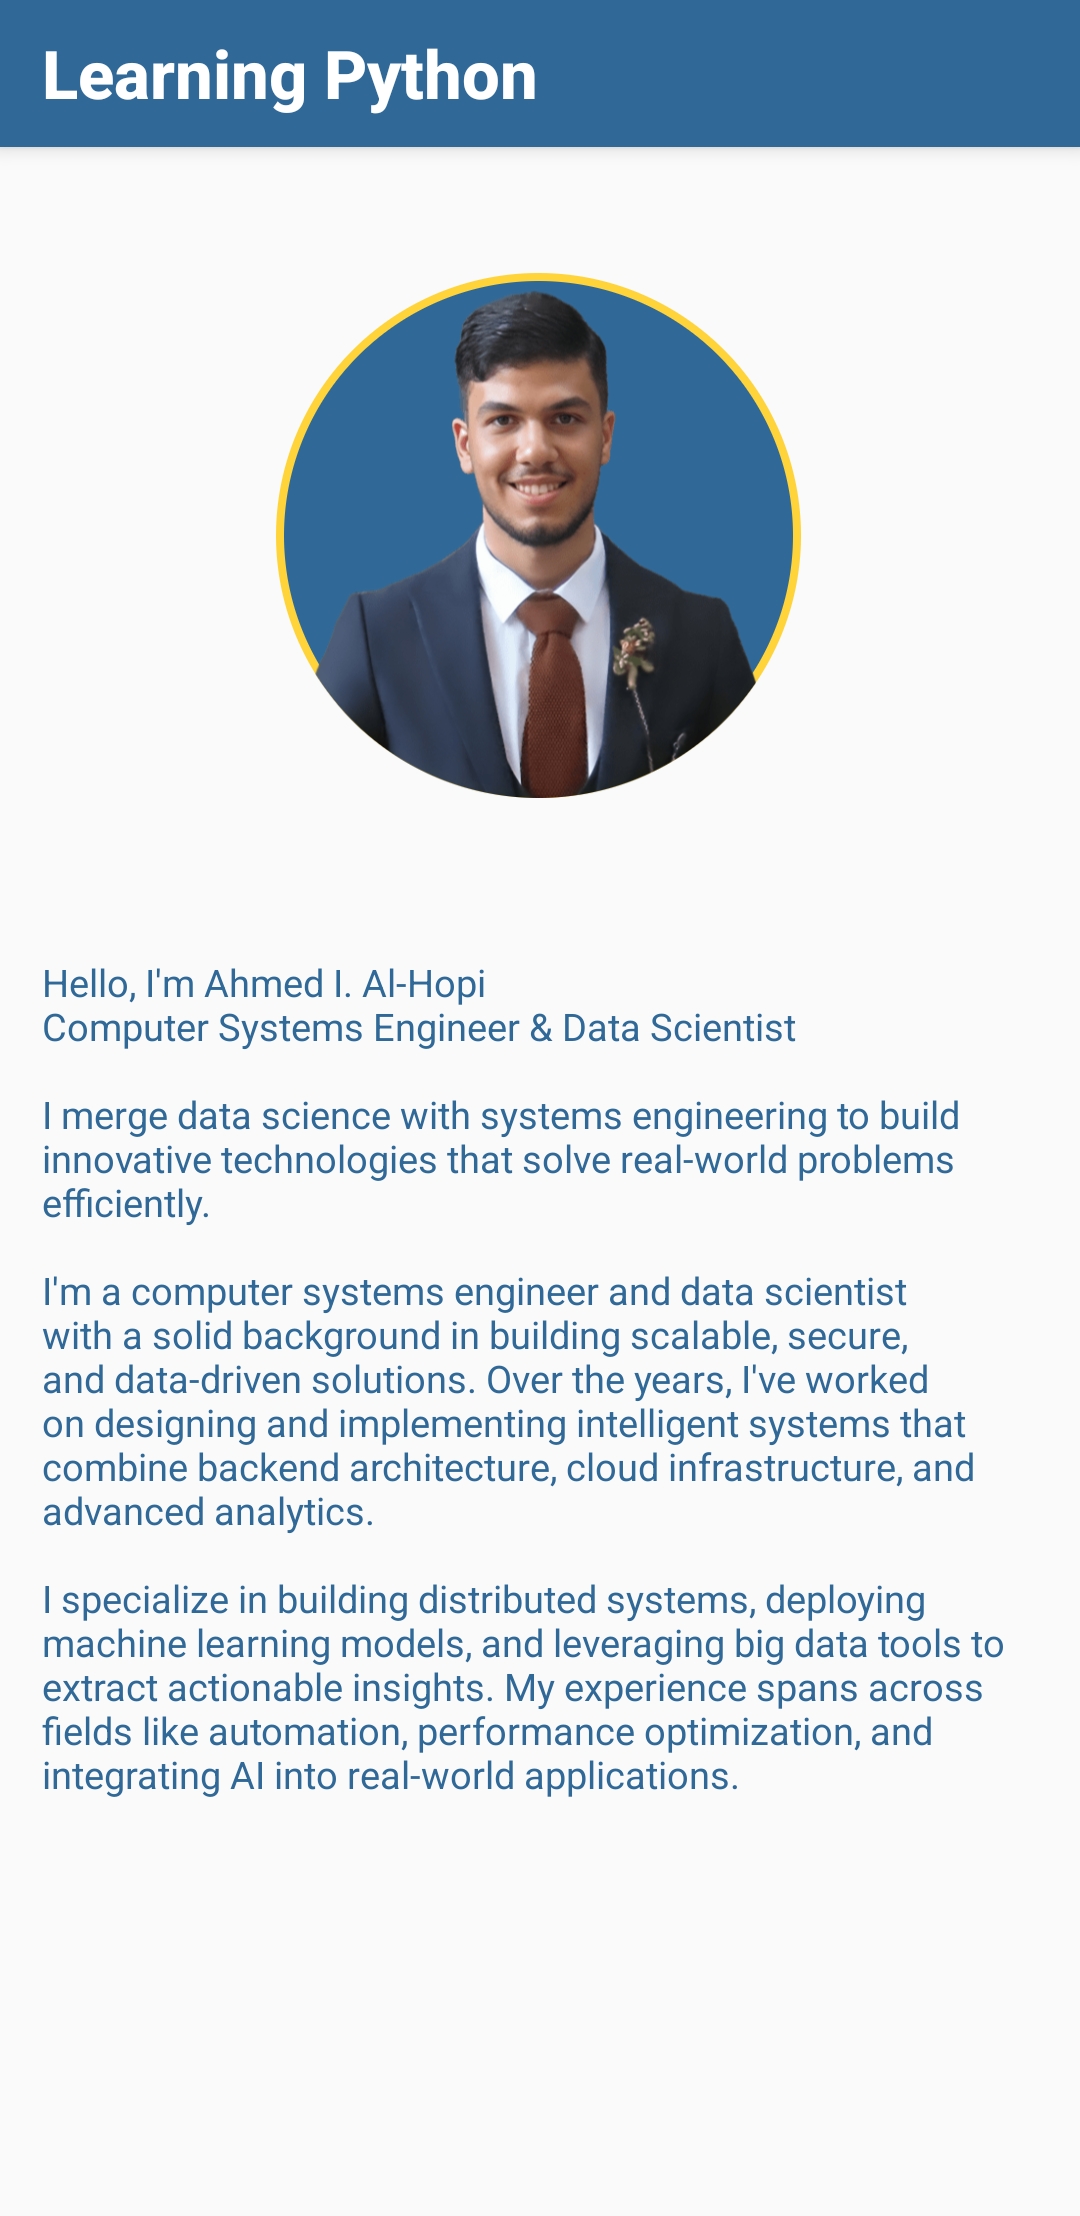 Learning Python
Hello, I'm Ahmed I. Al-Hopi
Computer Systems Engineer & Data Scientist
I merge data science with systems engineering to build
innovative technologies that solve real-world problems
efficiently.
I'm a computer systems engineer and data scientist
with a solid background in building scalable, secure,
and data-driven solutions. Over the years, I've worked
on designing and implementing intelligent systems that
combine backend architecture, cloud infrastructure, and
advanced analytics.
I specialize in building distributed systems, deploying
machine learning models, and leveraging big data tools to
extract actionable insights. My experience spans across
fields like automation, performance optimization, and
integrating AI into real-world applications.